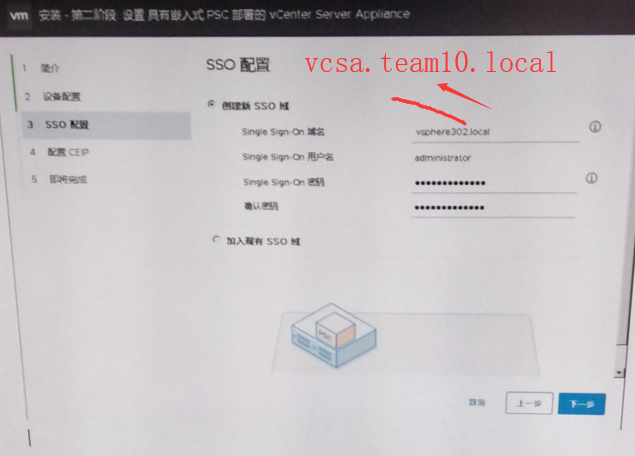 vm 安装 - 第二阶段 设置 具有嵌入式 PSC 部署的 vCenter Server Appliance
1 简介
2 设备配置
3 SSO 配置
4 配置 CEIP
5 即将完成
SSO 配置
vcsa.team10.local
创建新 SSO 域
Single Sign-On 域名 vsphere302.local
Single Sign-On 用户名 administrator
Single Sign-On 密码 •••••••••••••
确认密码 •••••••••••••
加入现有 SSO 域
PSC
取消 上一步 下一步